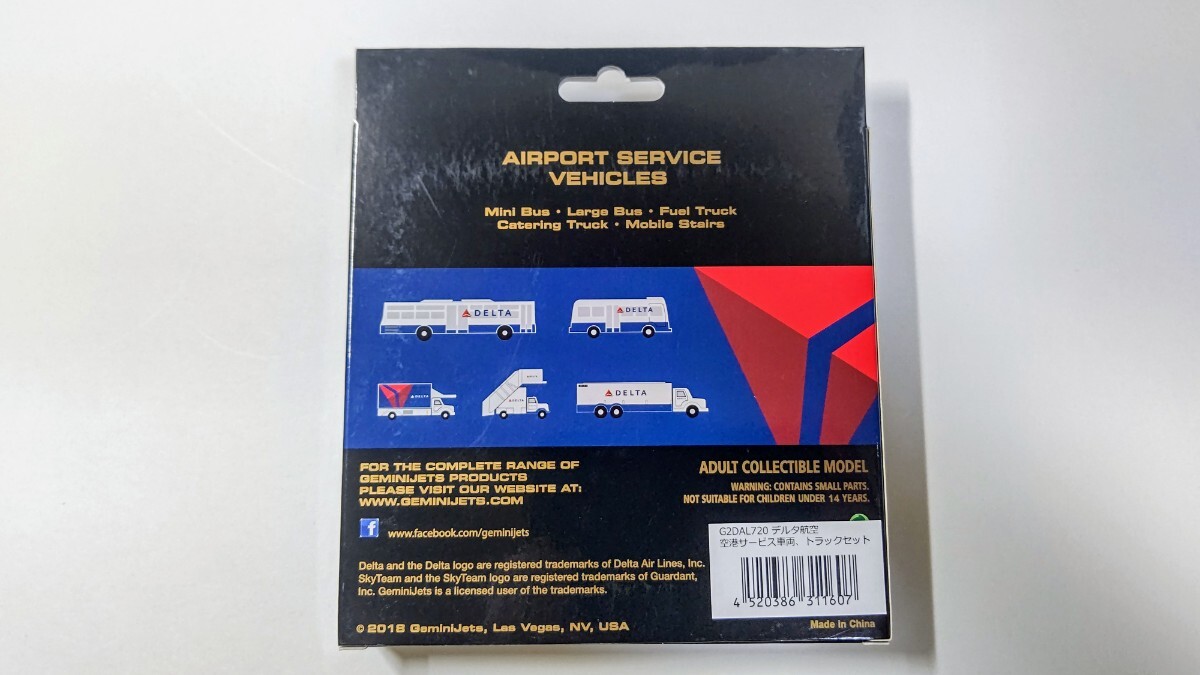 AIRPORT SERVICE
VEHICLES
Mini Bus • Large Bus • Fuel Truck
Catering Truck • Mobile Stairs
DELTA
DELTA
DELTA
DELTA
DELTA
FOR THE COMPLETE RANGE OF
GEMINIJETS PRODUCTS
PLEASE VISIT OUR WEBSITE AT:
WWW.GEMINIJETS.COM
f www.facebook.com/geminijets
ADULT COLLECTIBLE MODEL
WARNING: CONTAINS SMALL PARTS.
NOT SUITABLE FOR CHILDREN UNDER 14 YEARS.
G2DAL720 デルタ航空
空港サービス車両、トラックセット
4 520386 311607
Delta and the Delta logo are registered trademarks of Delta Air Lines, Inc.
SkyTeam and the SkyTeam logo are registered trademarks of Guardant,
Inc. GeminiJets is a licensed user of the trademarks.
© 2018 GeminiJets, Las Vegas, NV, USA
Made in China